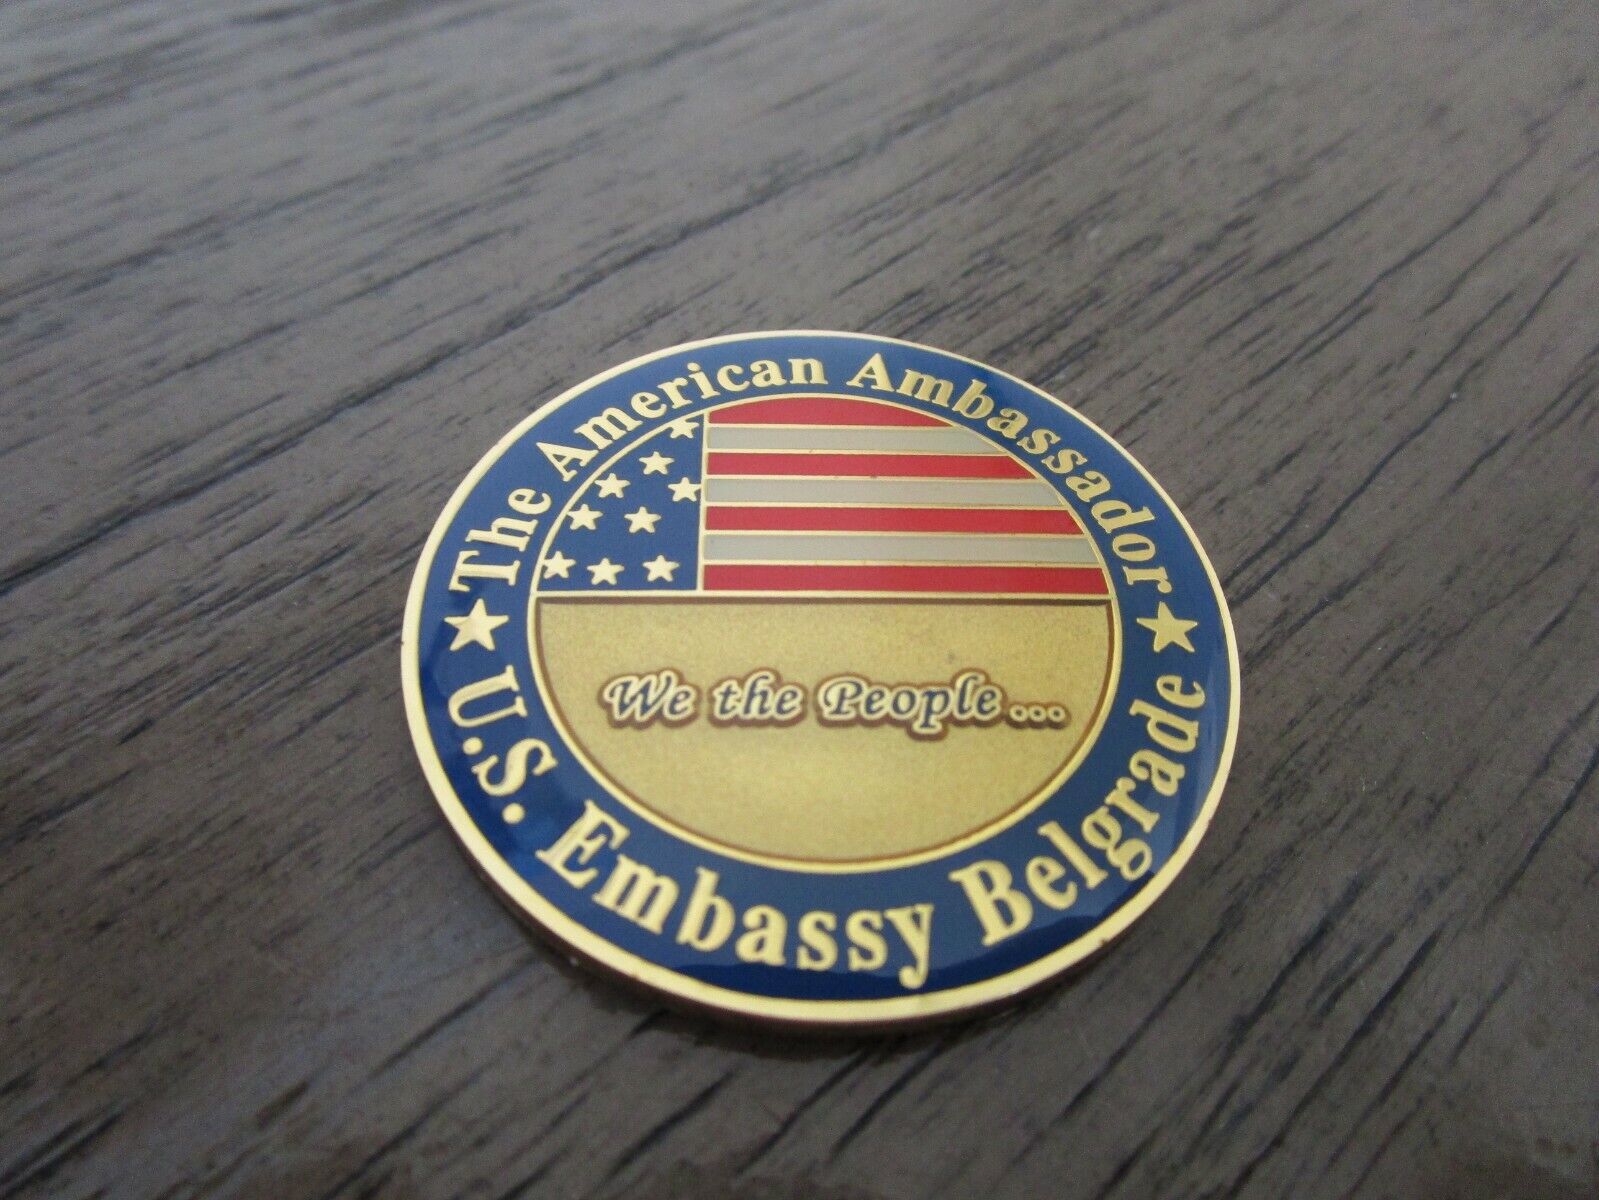 The American Ambassador
We the People...
U.S. Embassy Belgrade